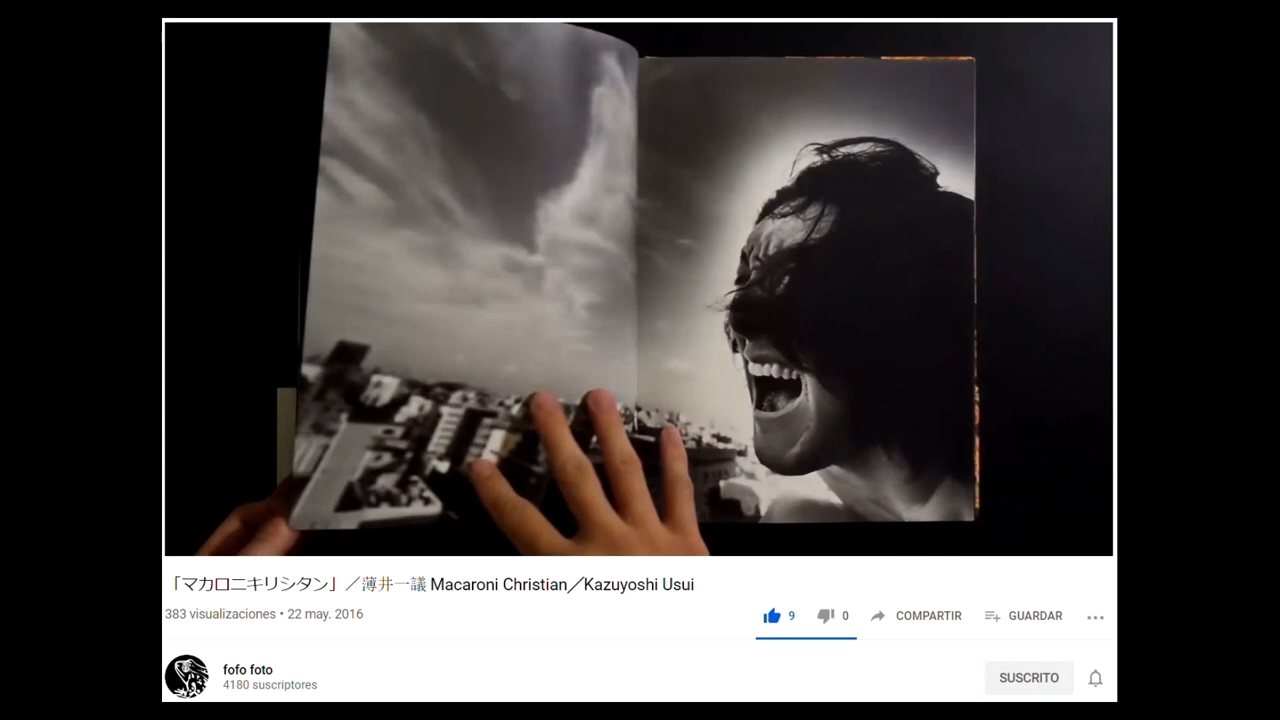 「マカロニキリシタン」／薄井一議 Macaroni Christian／Kazuyoshi Usui
383 visualizaciones • 22 may. 2016
9 0 COMPARTIR GUARDAR
fofo foto
4180 suscriptores
SUSCRITO